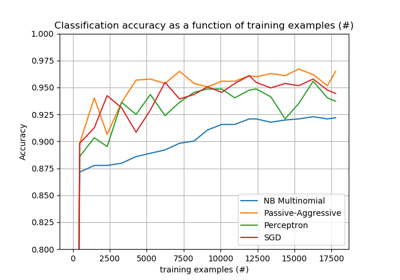 Classification accuracy as a function of training examples (#)
1.000
0.975
0.950
0.925
0.900
0.875
0.850
0.825
0.800
Accuracy
NB Multinomial
Passive-Aggressive
Perceptron
SGD
0 2500 5000 7500 10000 12500 15000 17500
training examples (#)